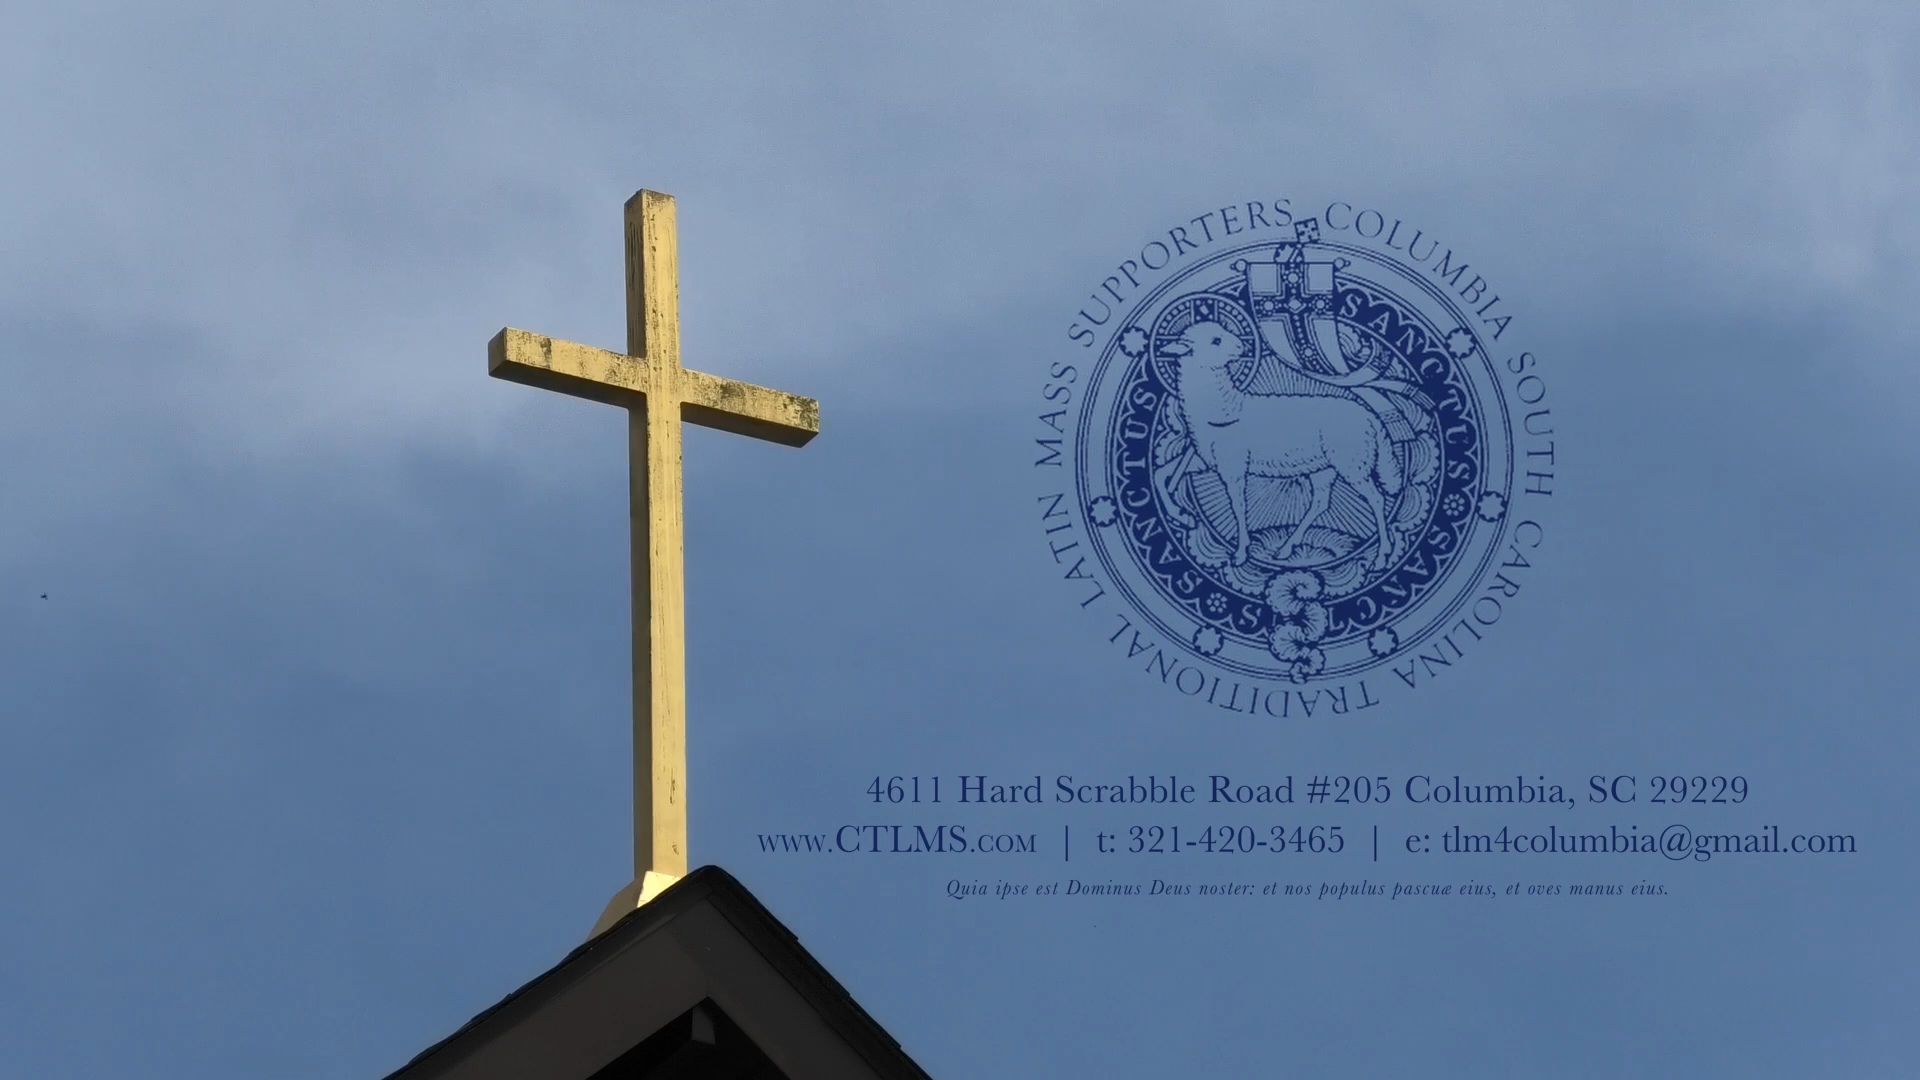 COLUMBIA SOUTH CAROLINA TRADITIONAL LATIN MASS SUPPORTERS
SANCTUS SANCTUS SANCTUS
4611 Hard Scrabble Road #205 Columbia, SC 29229
www.CTLMS.com | t: 321-420-3465 | e: tlm4columbia@gmail.com
Quia ipse est Dominus Deus noster: et nos populus pascuæ eius, et oves manus eius.